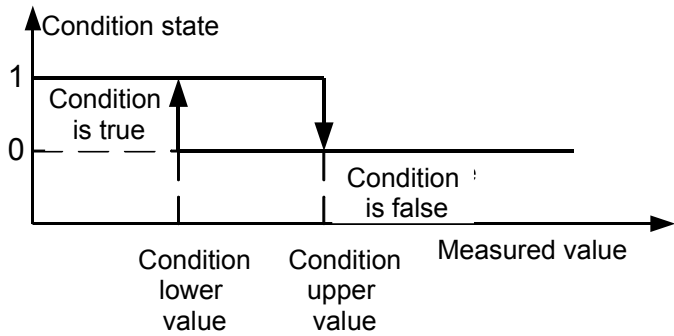 Condition state
1
Condition
is true
0
Condition
is false
Measured value
Condition
lower
value
Condition
upper
value